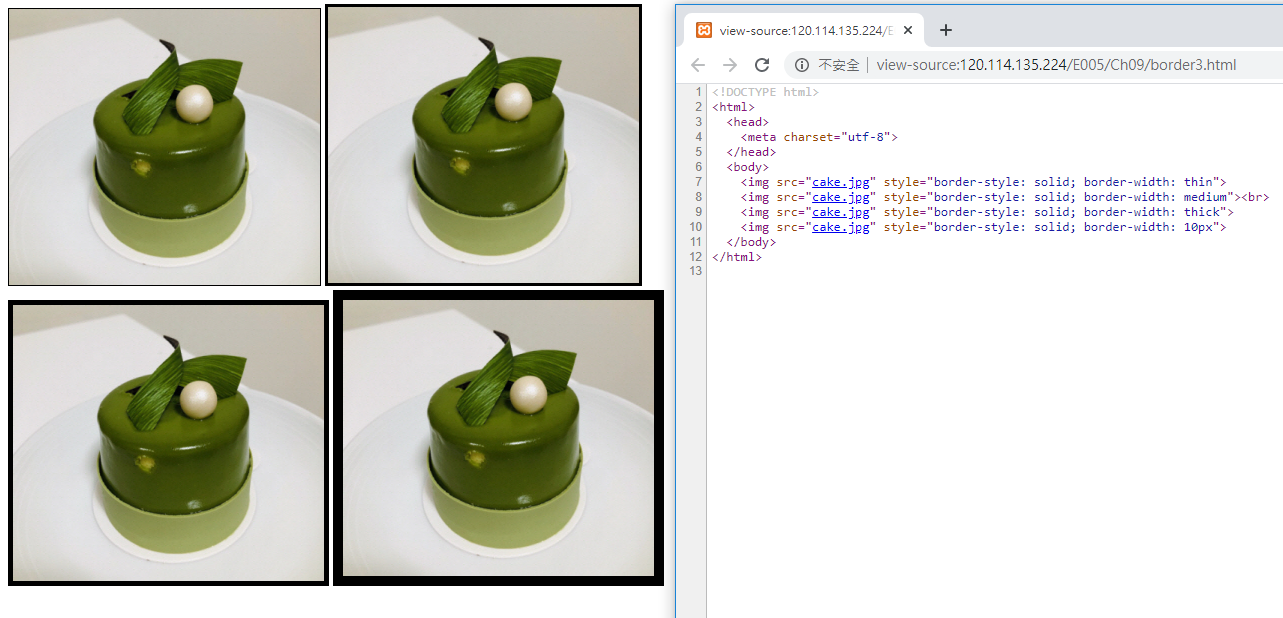 view-source:120.114.135.224/E
不安全 | view-source:120.114.135.224/E005/Ch09/border3.html
1 <!DOCTYPE html>
2 <html>
3   <head>
4     <meta charset="utf-8">
5   </head>
6   <body>
7     <img src="cake.jpg" style="border-style: solid; border-width: thin">
8     <img src="cake.jpg" style="border-style: solid; border-width: medium"><br>
9     <img src="cake.jpg" style="border-style: solid; border-width: thick">
10     <img src="cake.jpg" style="border-style: solid; border-width: 10px">
11   </body>
12 </html>
13